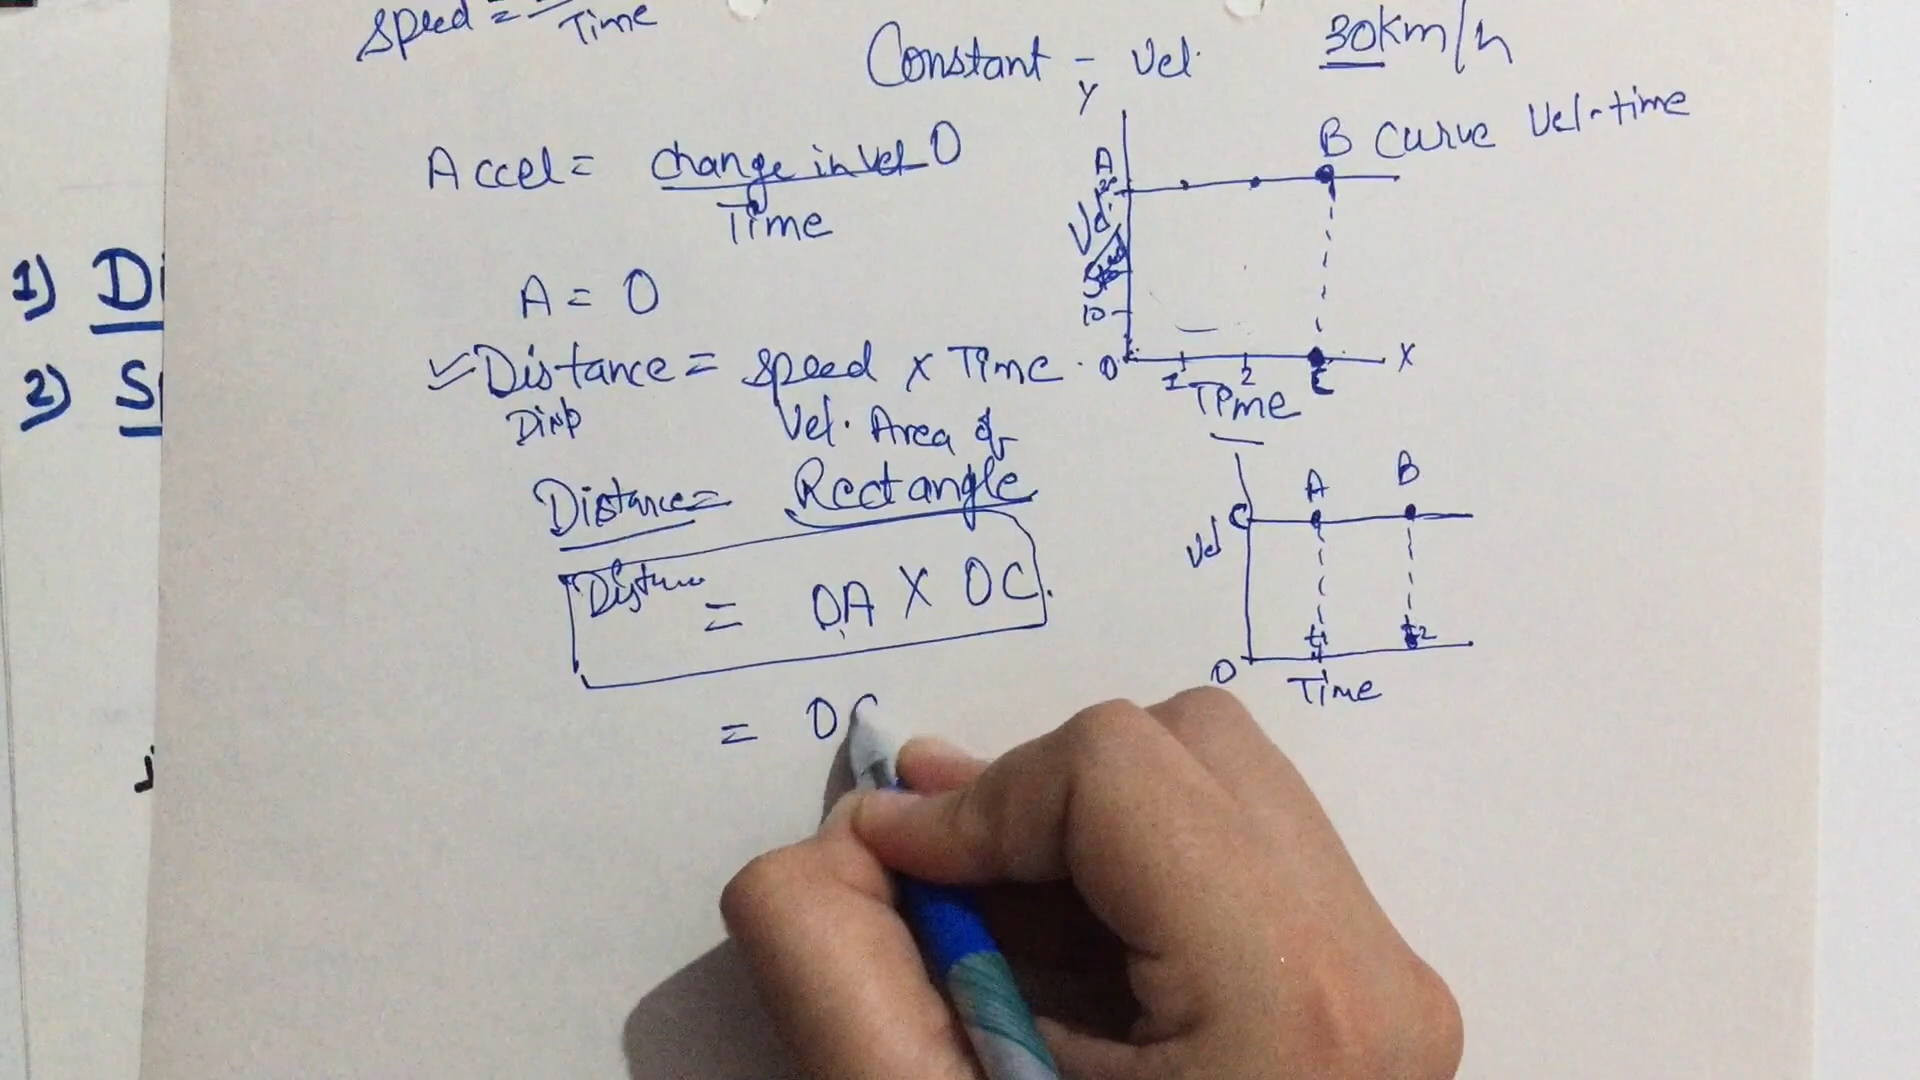 Speed =
Time
Constant - Vel.
30km/h
Accel = change in vel 0
Time
A = 0
Distance = speed x Time
Disp
Vel. Area of
Distance = Rectangle
= OA X OC
= OC
Y
A
B Curve Vel-time
Vel.
10
0
1
2
X
Time
A
B
C
Vel
t1
t2
O
Time
1) D
2) S